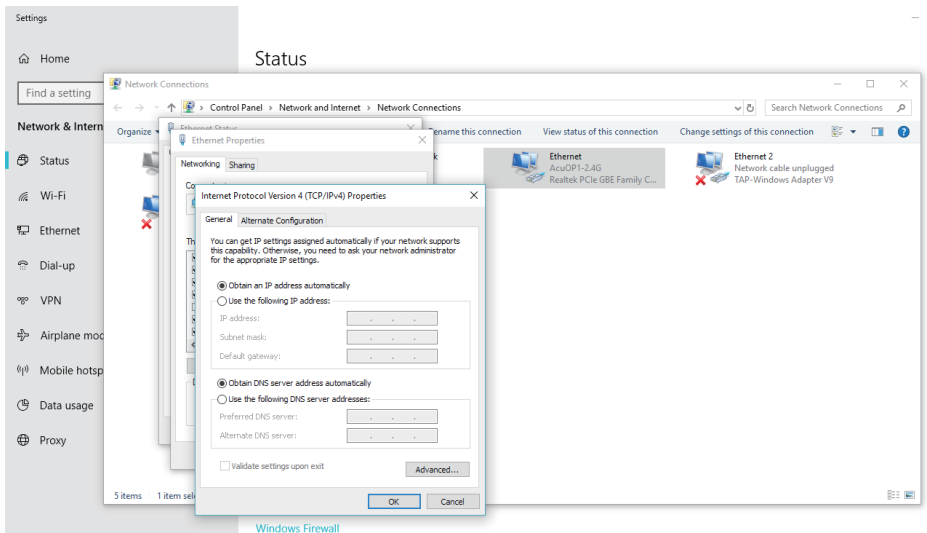 Settings
Home
Find a setting
Network & Intern
Status
Wi-Fi
Ethernet
Dial-up
VPN
Airplane mod
Mobile hotsp
Data usage
Proxy
Status
Network Connections
Control Panel > Network and Internet > Network Connections
Search Network Connections
Organize
Rename this connection
View status of this connection
Change settings of this connection
Ethernet
AcuOP1-2.4G
Realtek PCIe GBE Family C...
Ethernet 2
Network cable unplugged
TAP-Windows Adapter V9
Ethernet Status
Ethernet Properties
Networking
Sharing
Internet Protocol Version 4 (TCP/IPv4) Properties
General
Alternate Configuration
You can get IP settings assigned automatically if your network supports
this capability. Otherwise, you need to ask your network administrator
for the appropriate IP settings.
Obtain an IP address automatically
Use the following IP address:
IP address:
Subnet mask:
Default gateway:
Obtain DNS server address automatically
Use the following DNS server addresses:
Preferred DNS server:
Alternate DNS server:
Validate settings upon exit
Advanced...
OK
Cancel
5 items
1 item sele
Windows Firewall